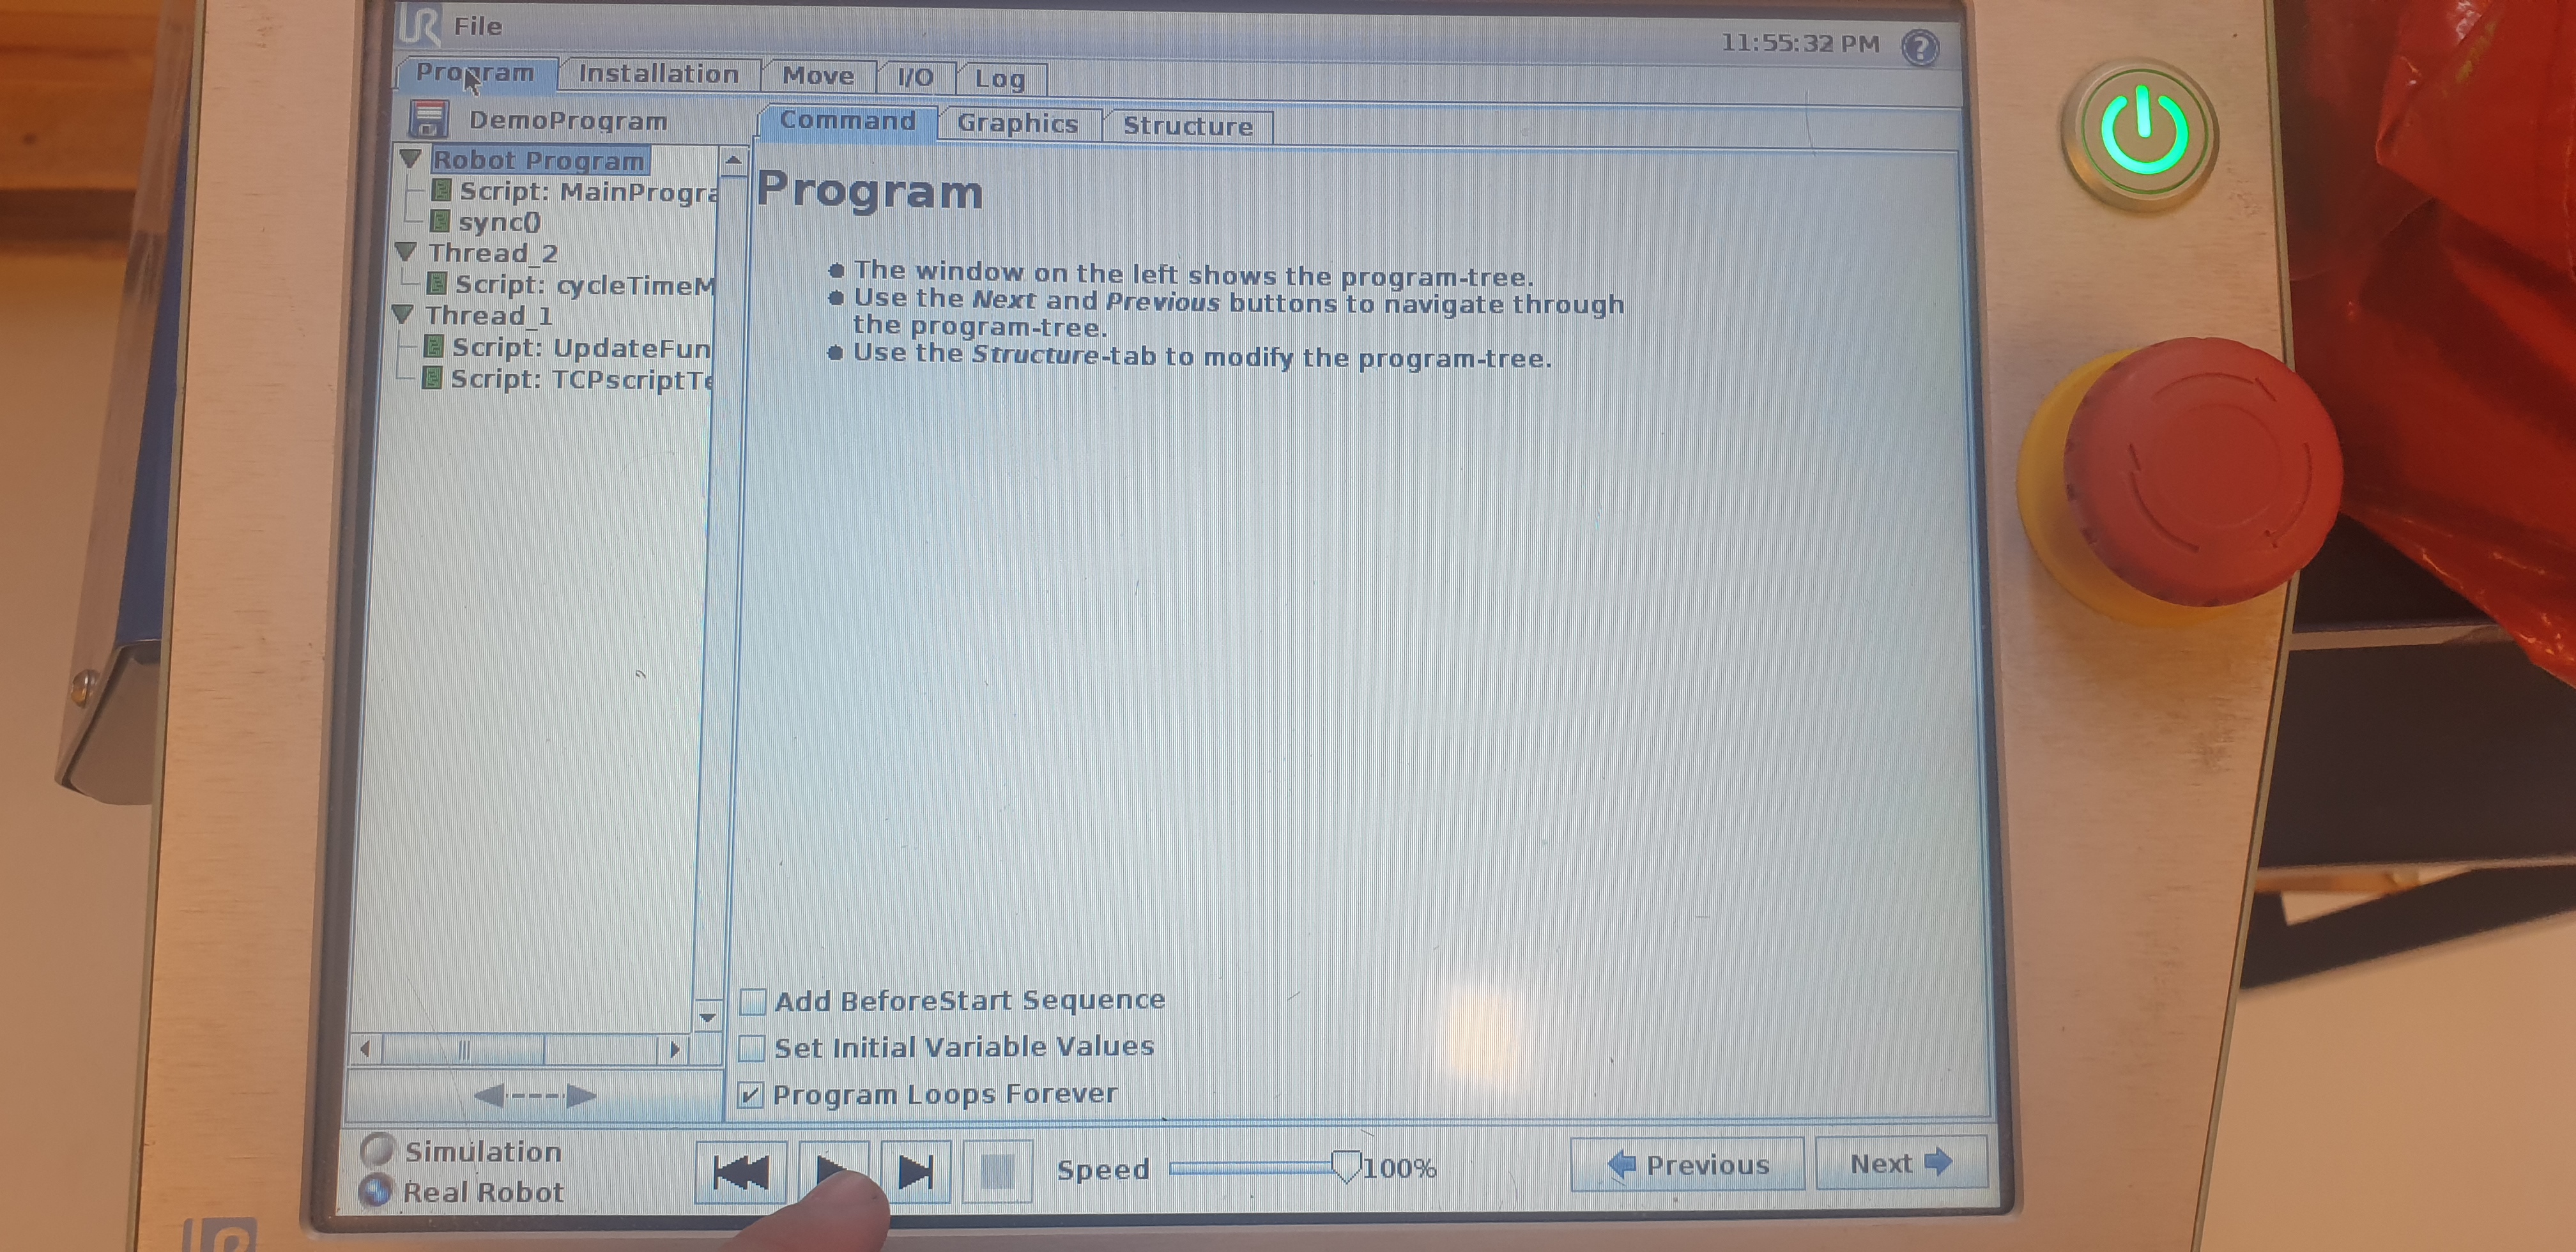 UR File
11:55:32 PM
?
Program Installation Move I/O Log
DemoProgram
Command Graphics Structure
Robot Program
Script: MainProgra
sync()
Thread_2
Script: cycleTimeM
Thread_1
Script: UpdateFun
Script: TCPscriptTe
Program
The window on the left shows the program-tree.
Use the Next and Previous buttons to navigate through
the program-tree.
Use the Structure-tab to modify the program-tree.
Add BeforeStart Sequence
Set Initial Variable Values
Program Loops Forever
Simulation
Real Robot
Speed 100%
Previous
Next